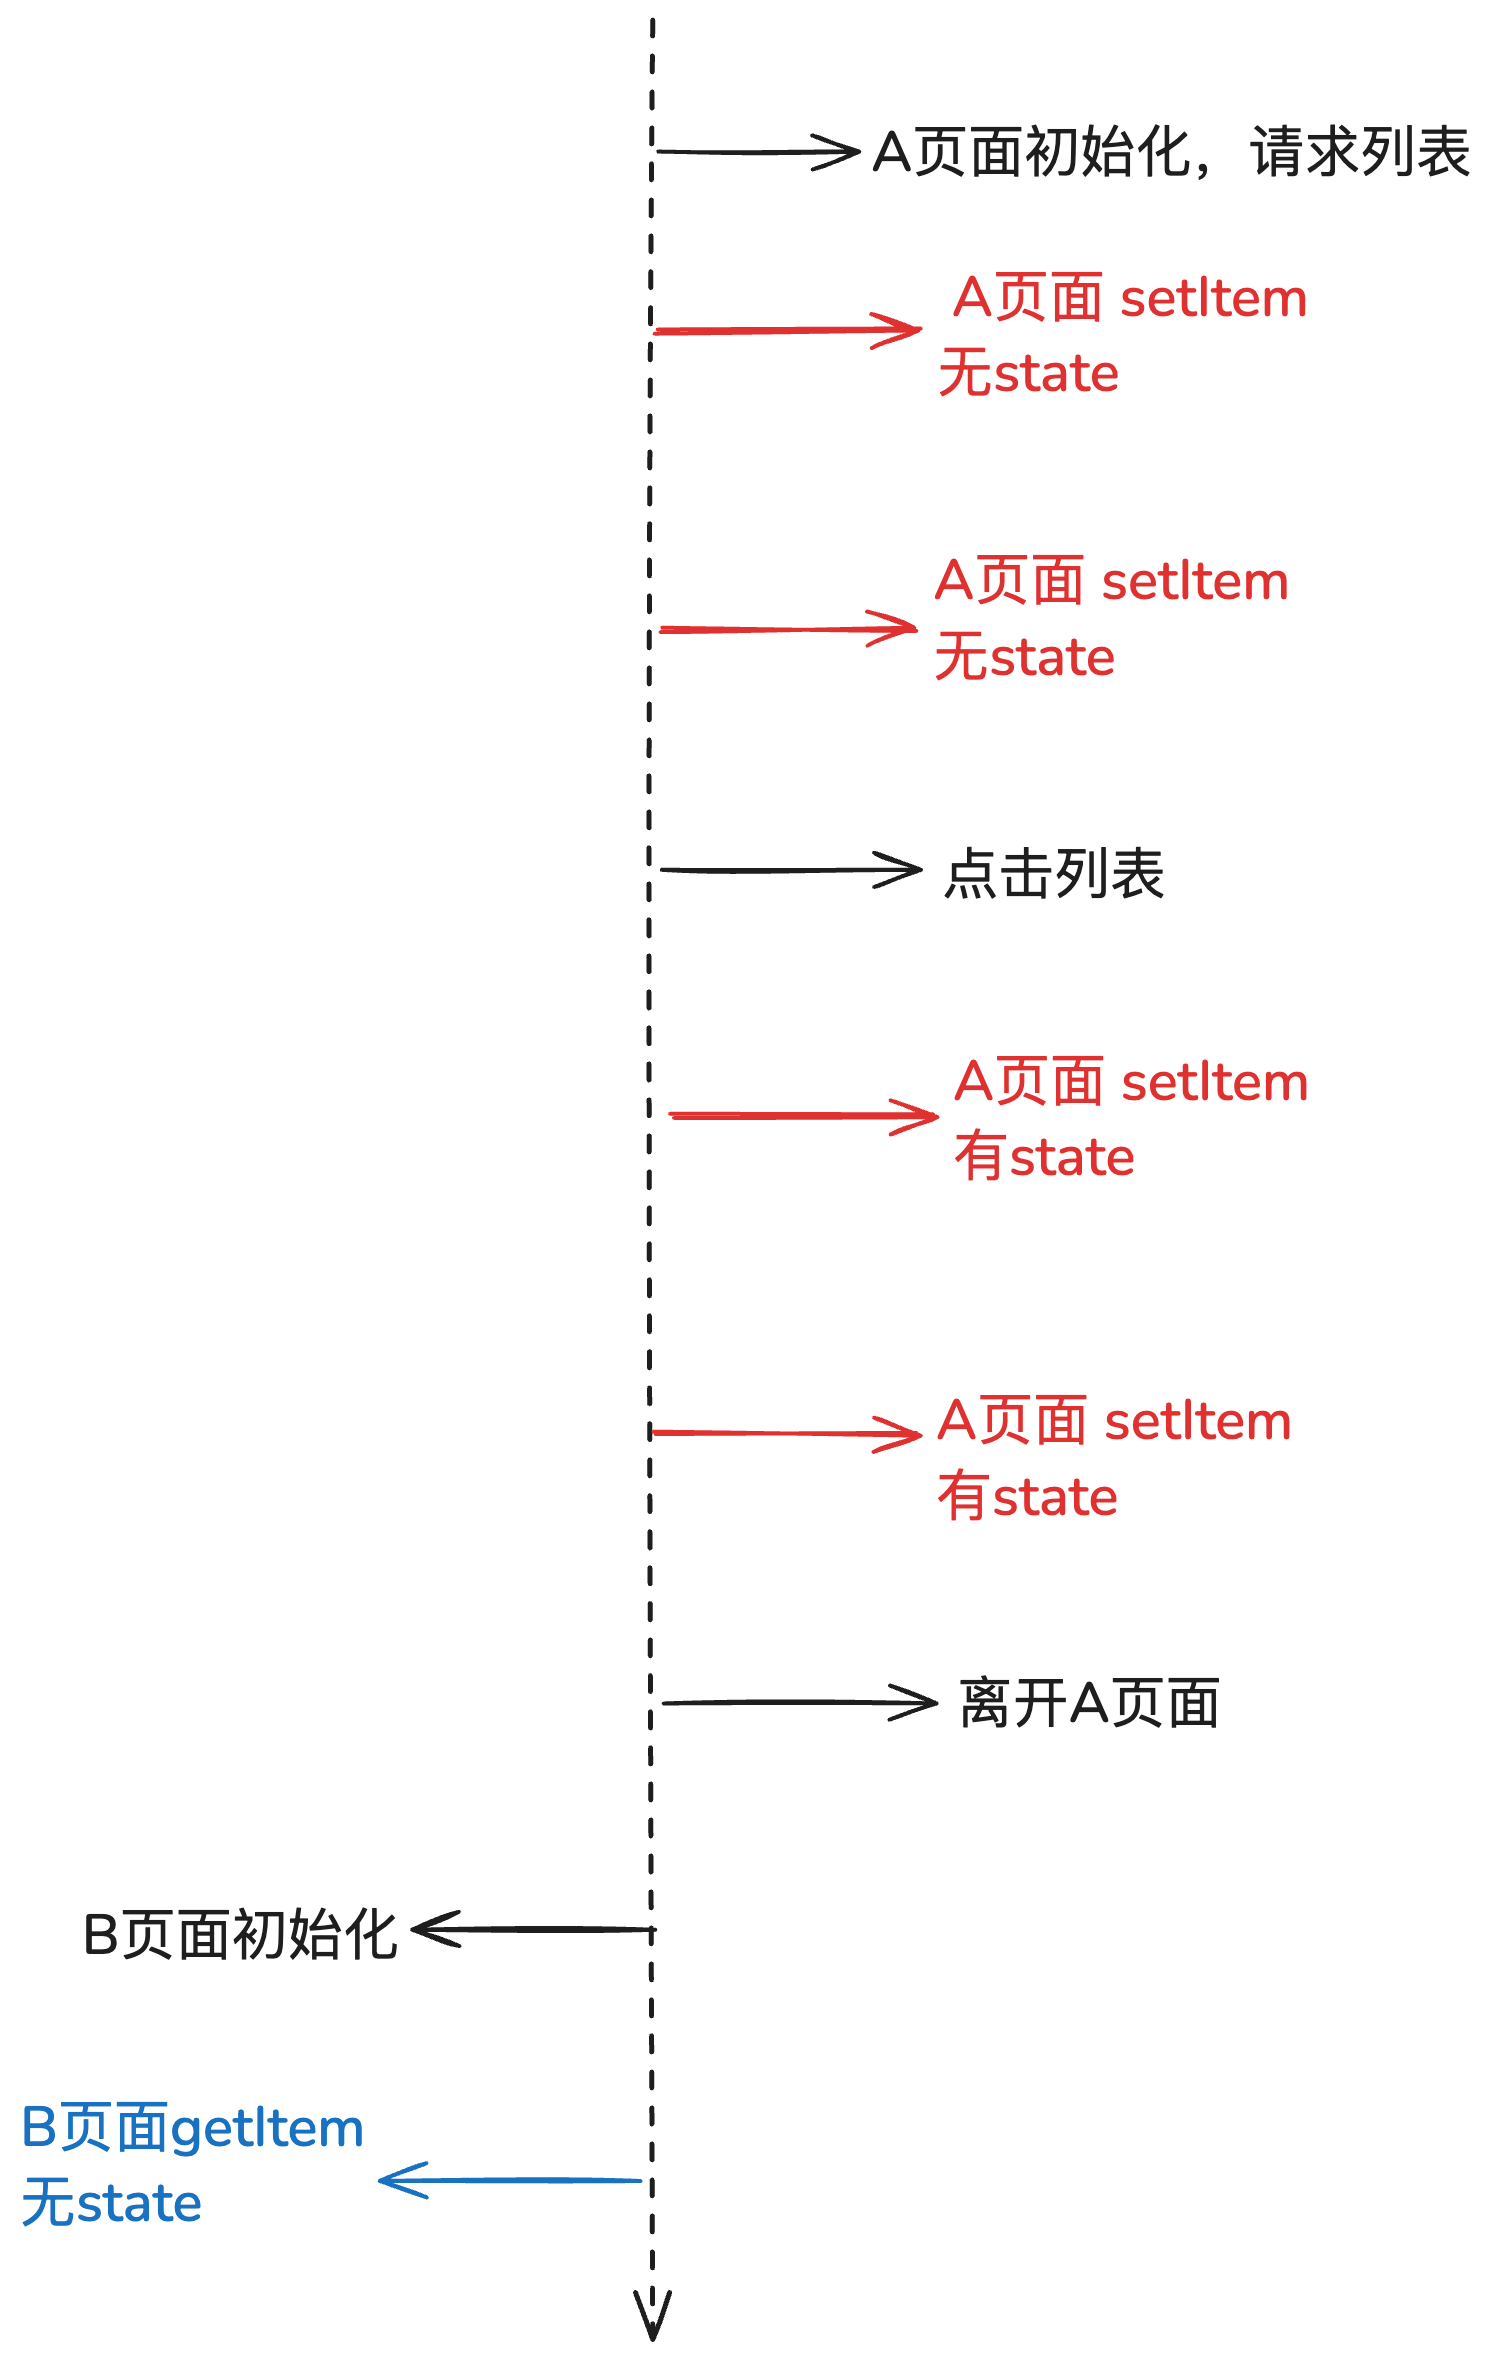 A页面初始化，请求列表
A页面 setItem
无state
A页面 setItem
无state
点击列表
A页面 setItem
有state
A页面 setItem
有state
离开A页面
B页面初始化
B页面getItem
无state